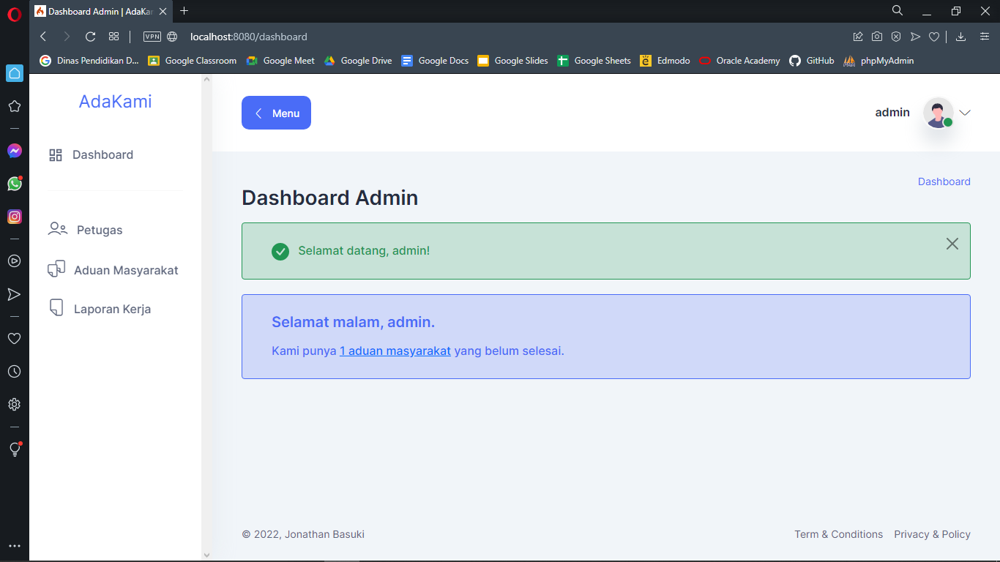 Dashboard Admin | AdaKar
VPN localhost:8080/dashboard
Dinas Pendidikan D... Google Classroom Google Meet Google Drive Google Docs Google Slides Google Sheets Edmodo Oracle Academy GitHub phpMyAdmin
AdaKami
Dashboard
Petugas
Aduan Masyarakat
Laporan Kerja
Menu
admin
Dashboard
Dashboard Admin
Selamat datang, admin!
Selamat malam, admin.
Kami punya 1 aduan masyarakat yang belum selesai.
© 2022, Jonathan Basuki
Term & Conditions Privacy & Policy